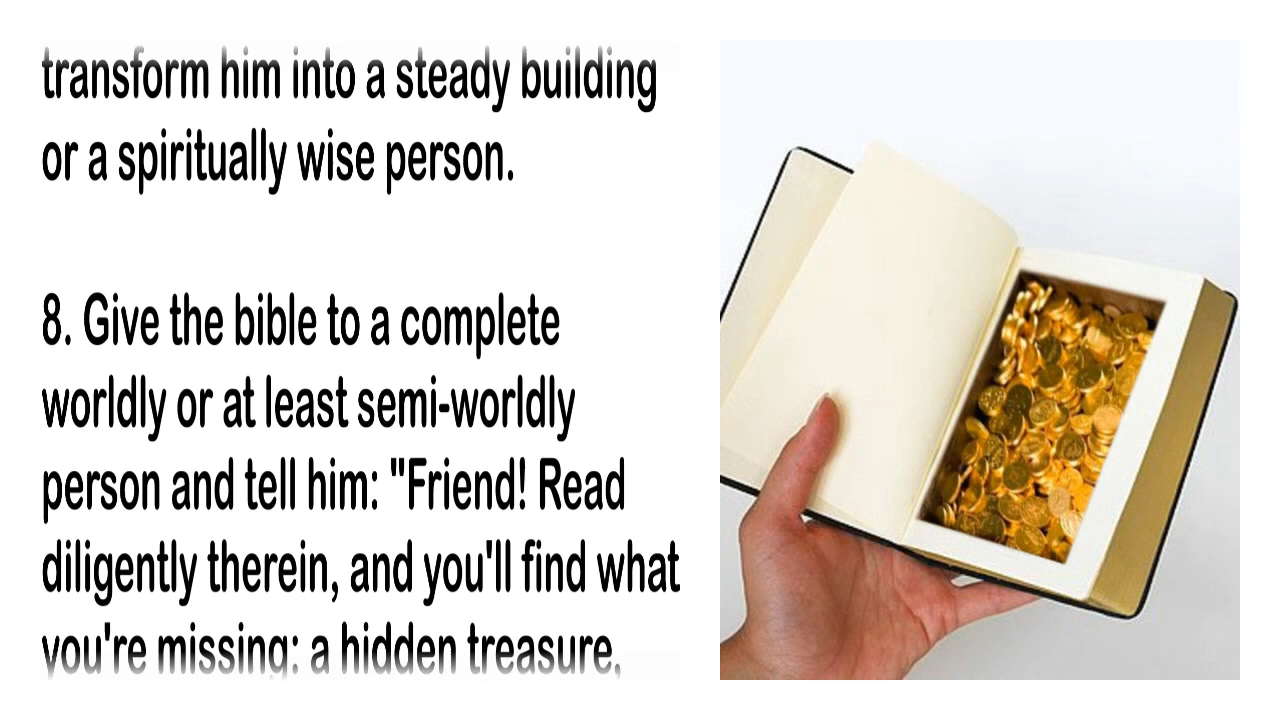 transform him into a steady building
or a spiritually wise person.
8. Give the bible to a complete
worldly or at least semi-worldly
person and tell him: "Friend! Read
diligently therein, and you'll find what
you're missing: a hidden treasure,